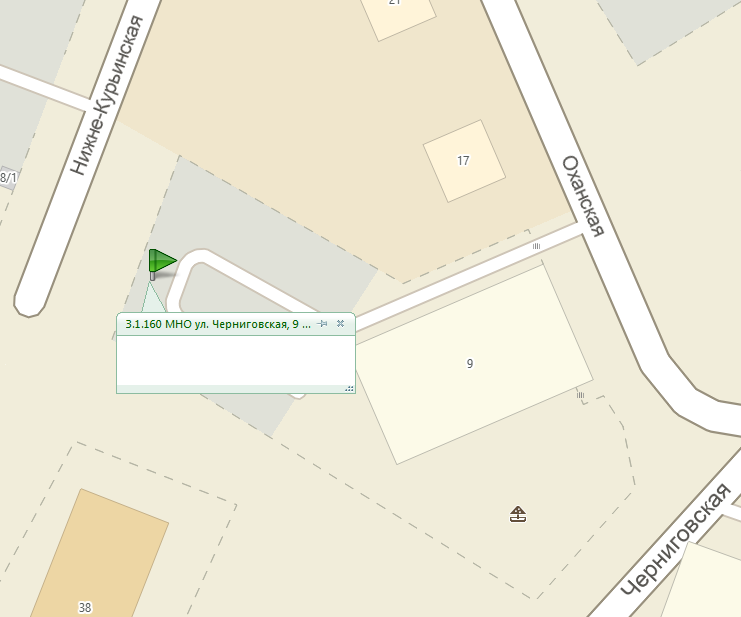 21
Нижне-Курьинская
17
8/1
Оханская
3.1.160 МНО ул. Черниговская, 9 ...
9
Черниговская
38